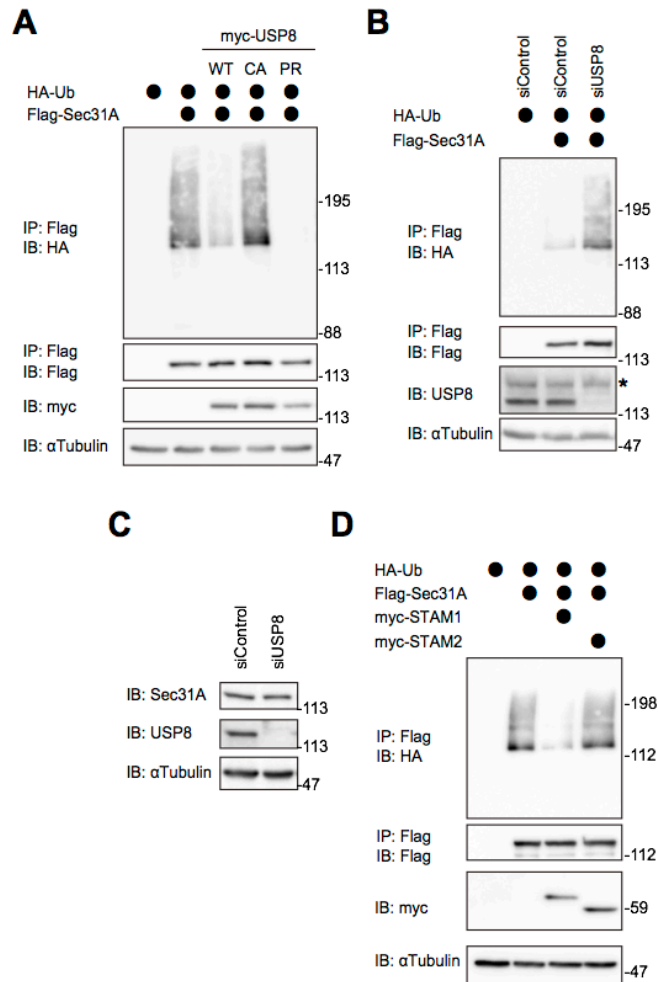 A
myc-USP8
WT CA PR
HA-Ub
Flag-Sec31A
IP: Flag
IB: HA
-195
-113
-88
IP: Flag
IB: Flag
-113
IB: myc
-113
IB: αTubulin
-47
B
siControl
siControl
siUSP8
HA-Ub
Flag-Sec31A
IP: Flag
IB: HA
-195
-113
-88
IP: Flag
IB: Flag
-113
IB: USP8
*
-113
IB: αTubulin
-47
C
siControl
siUSP8
IB: Sec31A
-113
IB: USP8
-113
IB: αTubulin
-47
D
HA-Ub
Flag-Sec31A
myc-STAM1
myc-STAM2
IP: Flag
IB: HA
-198
-112
IP: Flag
IB: Flag
-112
IB: myc
-59
IB: αTubulin
-47